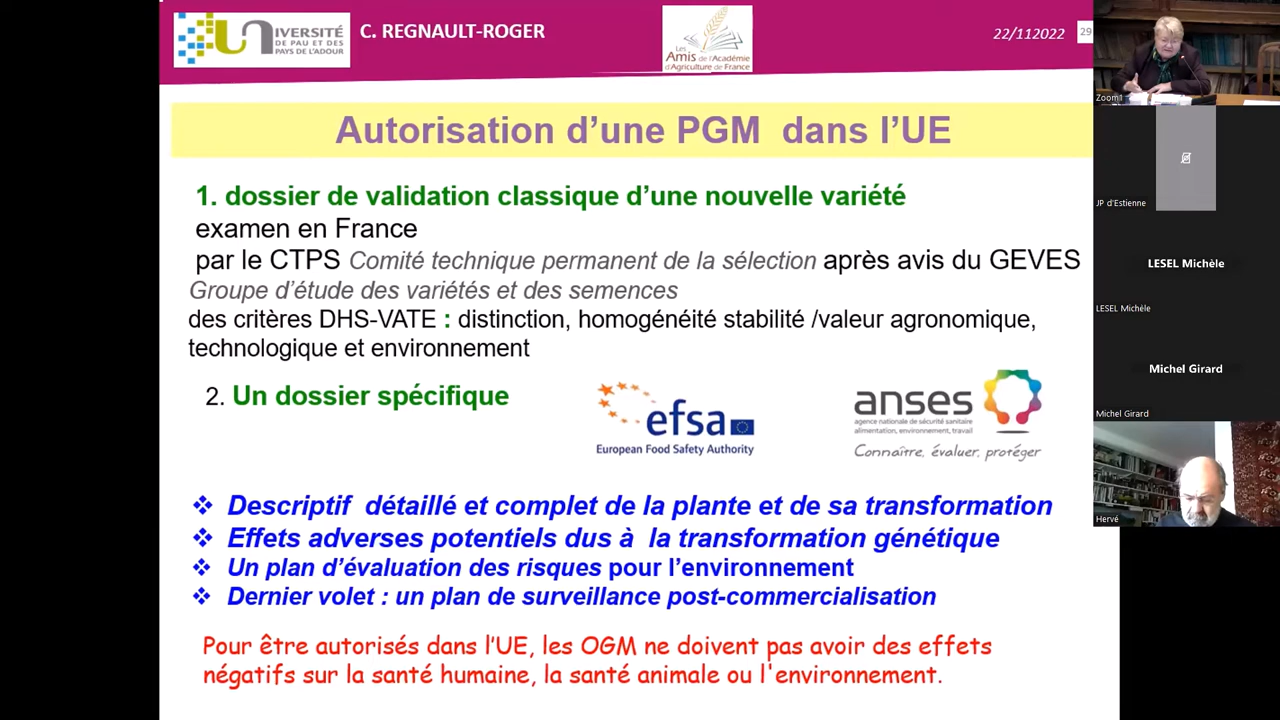 UNIVERSITÉ
DE PAU ET DES
PAYS DE L'ADOUR
C. REGNAULT-ROGER
Les
Amis de l'Académie
d'Agriculture de France
22/112022
29
Autorisation d'une PGM dans l'UE
1. dossier de validation classique d'une nouvelle variété
examen en France
par le CTPS Comité technique permanent de la sélection après avis du GEVES
Groupe d'étude des variétés et des semences
des critères DHS-VATE : distinction, homogénéité stabilité /valeur agronomique,
technologique et environnement
2. Un dossier spécifique
efsa
European Food Safety Authority
anses
agence nationale de sécurité sanitaire
alimentation, environnement, travail
Connaître, évaluer, protéger
❖ Descriptif détaillé et complet de la plante et de sa transformation
❖ Effets adverses potentiels dus à la transformation génétique
❖ Un plan d'évaluation des risques pour l'environnement
❖ Dernier volet : un plan de surveillance post-commercialisation
Pour être autorisés dans l'UE, les OGM ne doivent pas avoir des effets
négatifs sur la santé humaine, la santé animale ou l'environnement.
Zoom1
JP d'Estienne
LESEL Michèle
LESEL Michèle
Michel Girard
Michel Girard
Hervé